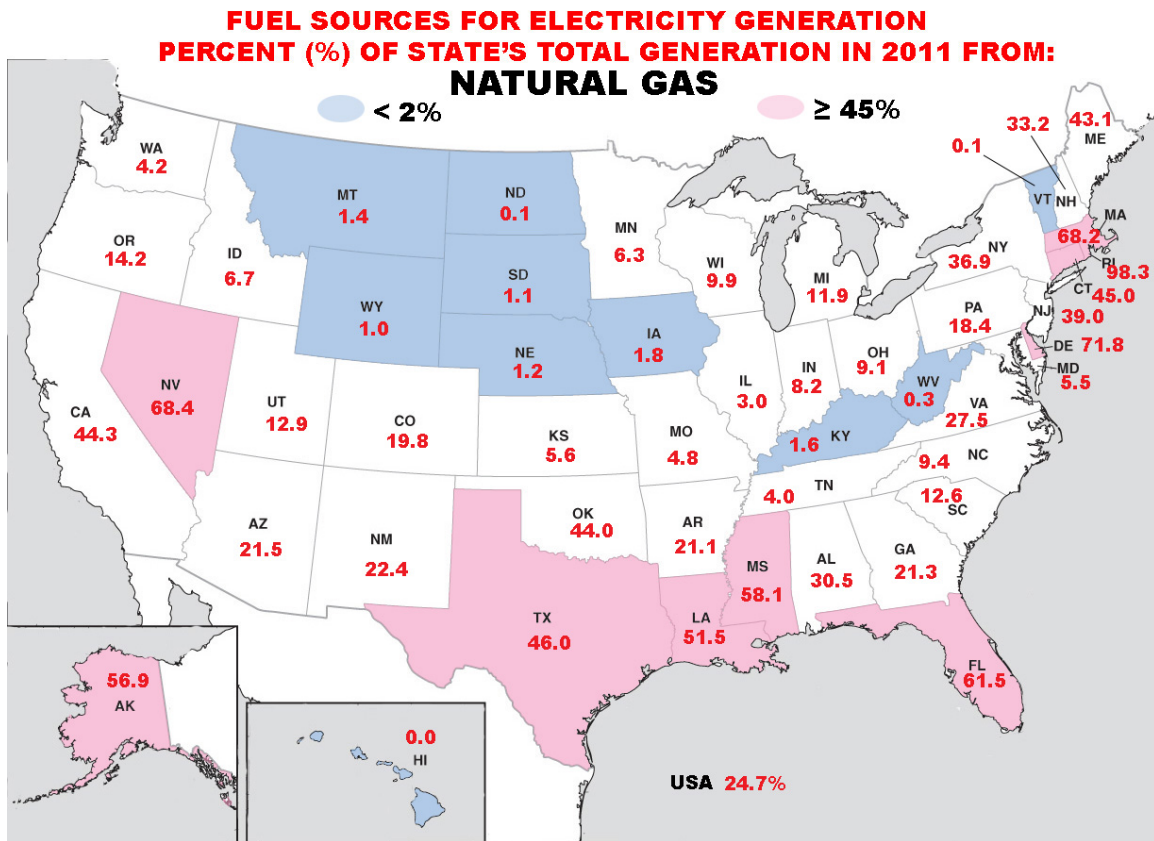 FUEL SOURCES FOR ELECTRICITY GENERATION
PERCENT (%) OF STATE'S TOTAL GENERATION IN 2011 FROM:
NATURAL GAS
< 2%
≥ 45%
WA
4.2
OR
14.2
ID
6.7
MT
1.4
ND
0.1
SD
1.1
WY
1.0
NE
1.2
MN
6.3
IA
1.8
WI
9.9
MI
11.9
NY
36.9
0.1
VT
33.2
NH
43.1
ME
MA
68.2
RI
98.3
CT
45.0
NJ
39.0
PA
18.4
DE 71.8
MD
5.5
OH
9.1
IN
8.2
IL
3.0
WV
0.3
VA
27.5
1.6 KY
NV
68.4
CA
44.3
UT
12.9
CO
19.8
KS
5.6
MO
4.8
TN
4.0
NC
9.4
12.6
SC
AZ
21.5
NM
22.4
OK
44.0
AR
21.1
MS
58.1
AL
30.5
GA
21.3
TX
46.0
LA
51.5
FL
61.5
56.9
AK
0.0
HI
USA 24.7%